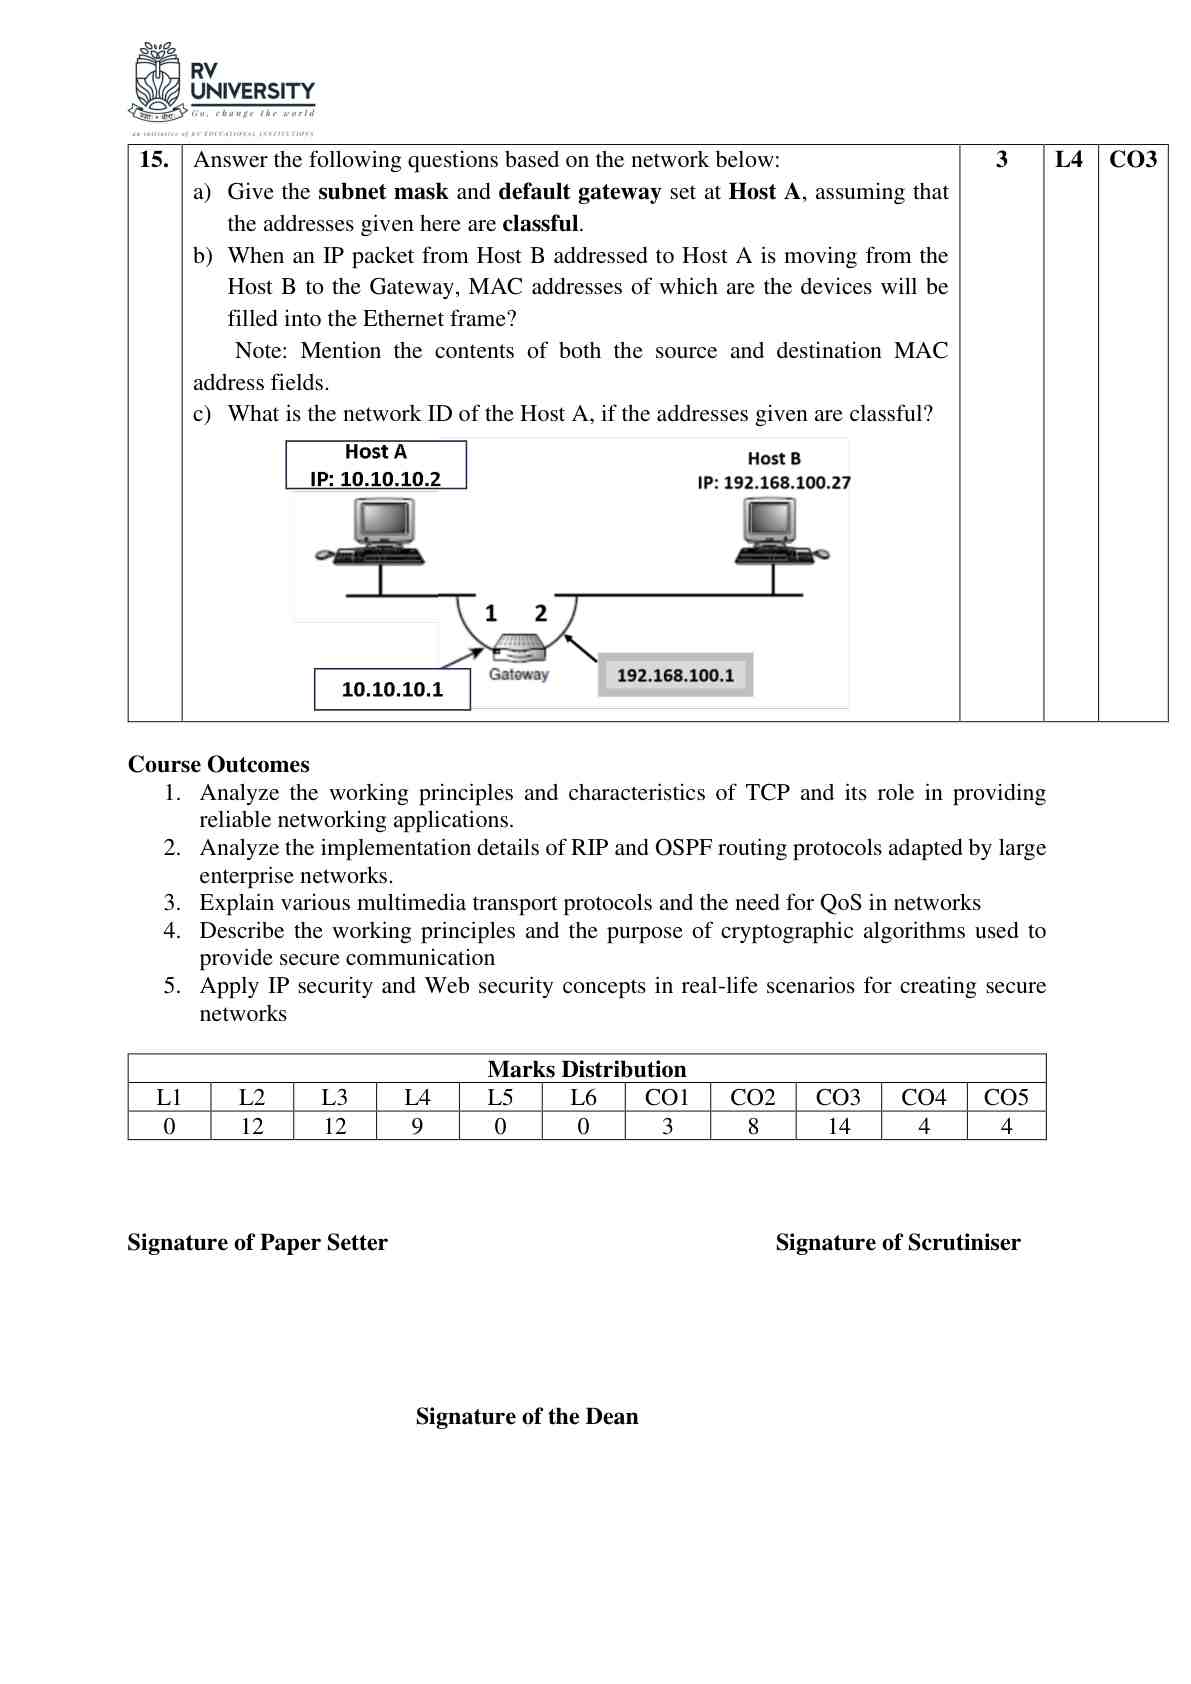 RV
UNIVERSITY
Go, change the world
an initiative of RV EDUCATIONAL INSTITUTIONS
15. Answer the following questions based on the network below: 3 L4 CO3
a) Give the subnet mask and default gateway set at Host A, assuming that
the addresses given here are classful.
b) When an IP packet from Host B addressed to Host A is moving from the
Host B to the Gateway, MAC addresses of which are the devices will be
filled into the Ethernet frame?
Note: Mention the contents of both the source and destination MAC
address fields.
c) What is the network ID of the Host A, if the addresses given are classful?
Host A
IP: 10.10.10.2
Host B
IP: 192.168.100.27
1 2
Gateway
10.10.10.1
192.168.100.1
Course Outcomes
1. Analyze the working principles and characteristics of TCP and its role in providing
reliable networking applications.
2. Analyze the implementation details of RIP and OSPF routing protocols adapted by large
enterprise networks.
3. Explain various multimedia transport protocols and the need for QoS in networks
4. Describe the working principles and the purpose of cryptographic algorithms used to
provide secure communication
5. Apply IP security and Web security concepts in real-life scenarios for creating secure
networks
Marks Distribution
L1 L2 L3 L4 L5 L6 CO1 CO2 CO3 CO4 CO5
0 12 12 9 0 0 3 8 14 4 4
Signature of Paper Setter Signature of Scrutiniser
Signature of the Dean